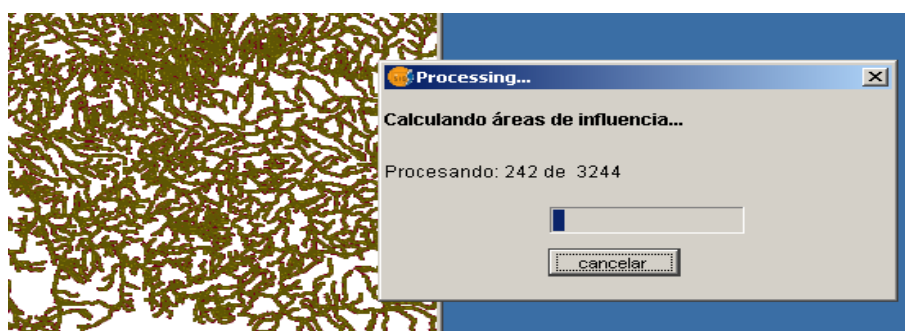 Processing...
Calculando áreas de influencia...
Procesando: 242 de 3244
cancelar